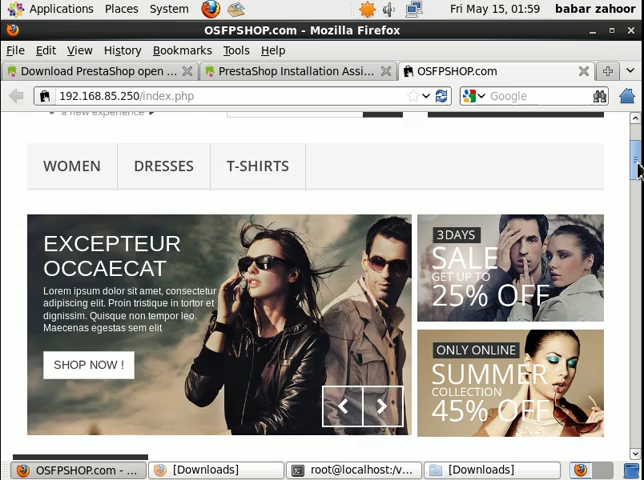 Applications Places System Fri May 15, 01:59 babar zahoor
OSFPSHOP.com - Mozilla Firefox
File Edit View History Bookmarks Tools Help
Download PrestaShop open ... PrestaShop Installation Assi... OSFPSHOP.com
192.168.85.250/index.php Google
a new experience
WOMEN DRESSES T-SHIRTS
EXCEPTEUR
OCCAECAT
Lorem ipsum dolor sit amet, consectetur
adipiscing elit. Proin tristique in tortor et
dignissim. Quisque non tempor leo.
Maecenas egestas sem elit
SHOP NOW !
3DAYS
SALE
GET UP TO
25% OFF
ONLY ONLINE
SUMMER
COLLECTION
45% OFF
OSFPSHOP.com - ... [Downloads] root@localhost:/v... [Downloads]